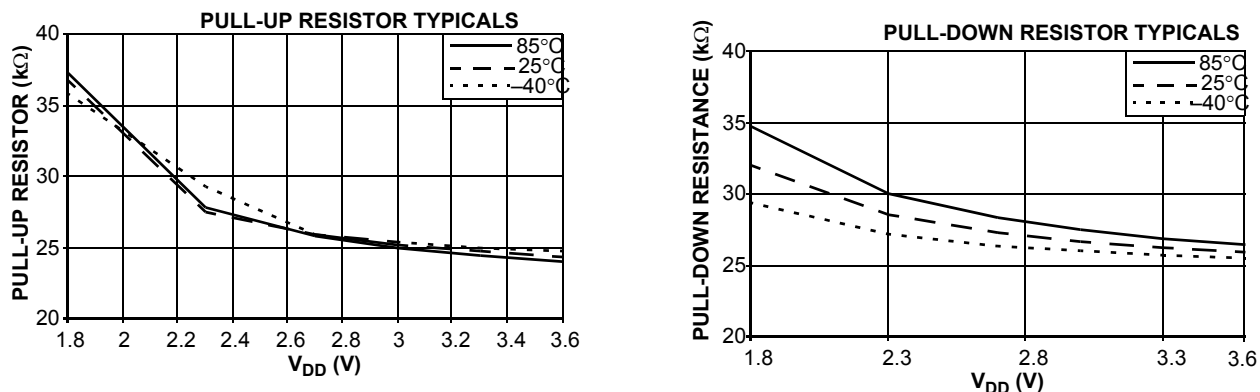 PULL-UP RESISTOR TYPICALS
PULL-UP RESISTOR (kΩ)
40
35
30
25
20
85°C
25°C
–40°C
1.8 2 2.2 2.4 2.6 2.8 3 3.2 3.4 3.6
VDD (V)
PULL-DOWN RESISTOR TYPICALS
PULL-DOWN RESISTANCE (kΩ)
40
35
30
25
20
85°C
25°C
–40°C
1.8 2.3 2.8 3.3 3.6
VDD (V)